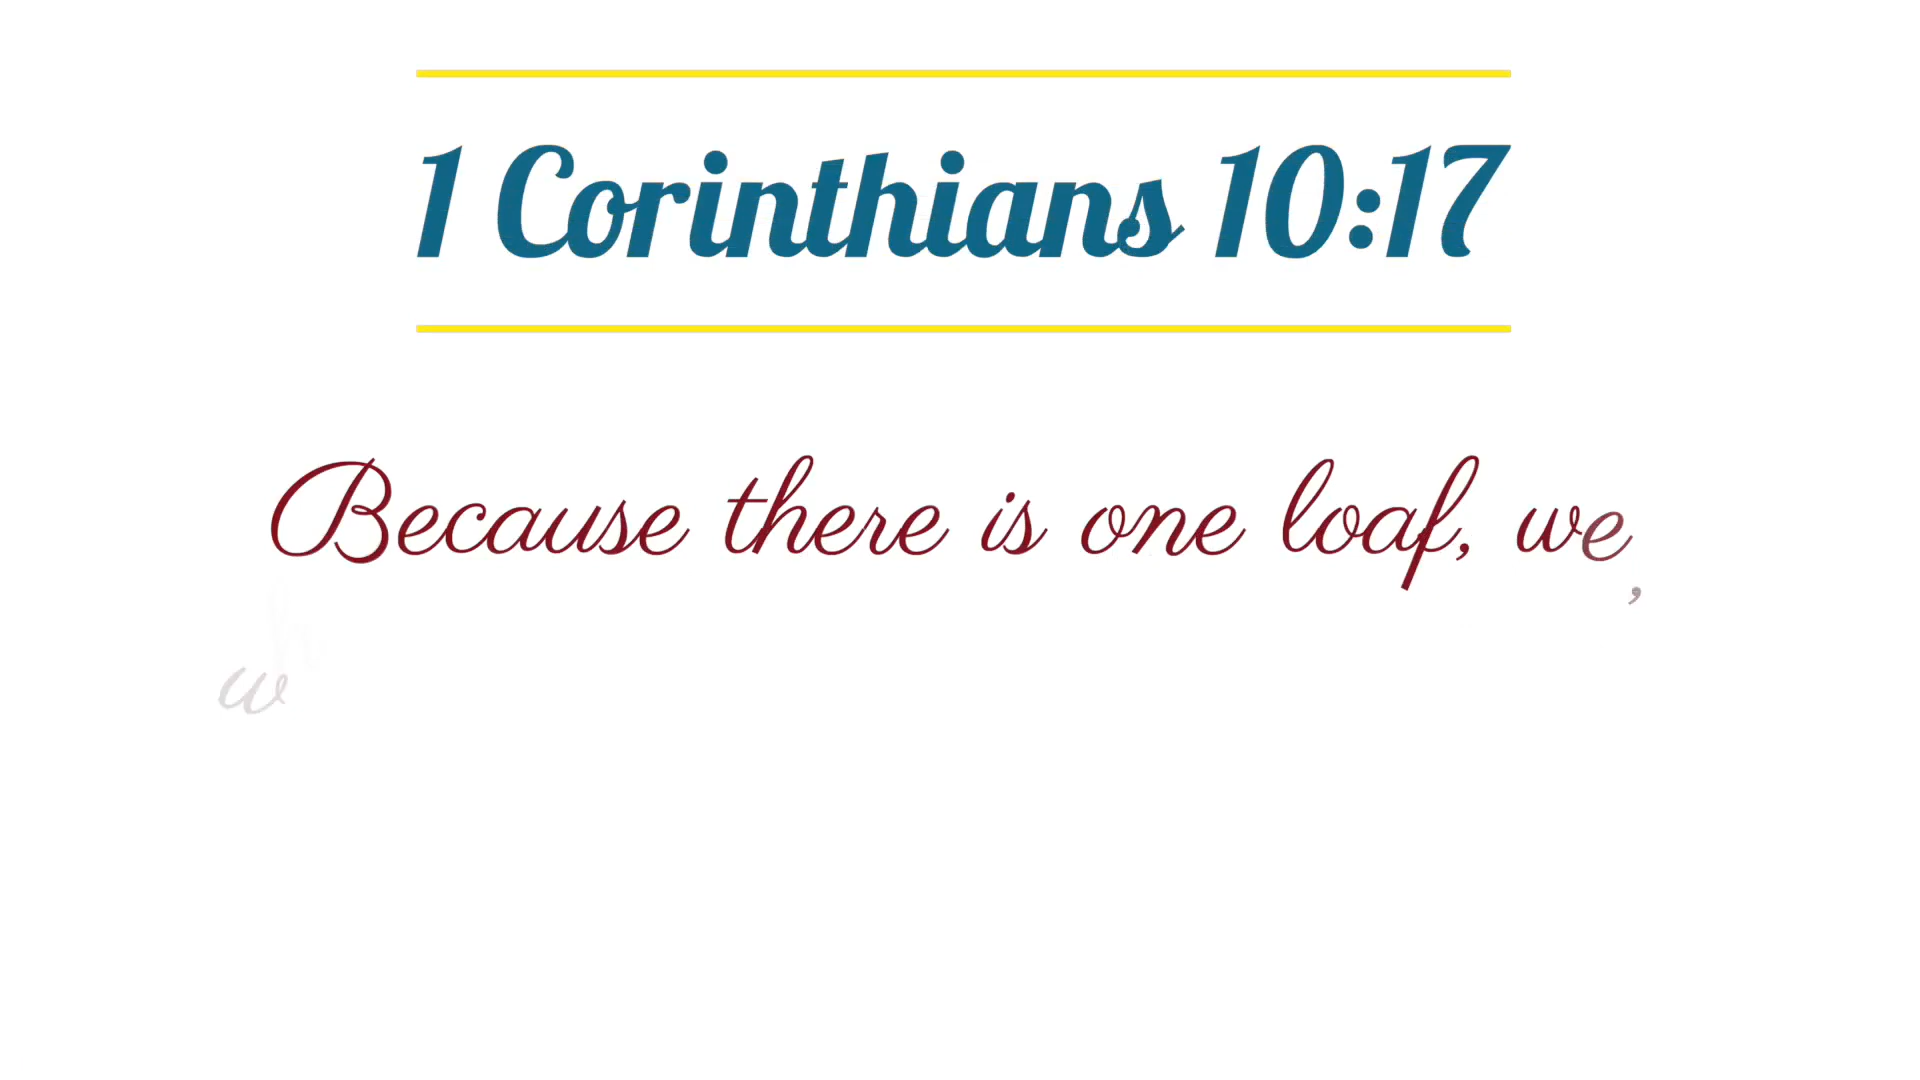 1 Corinthians 10:17
Because there is one loaf, we,